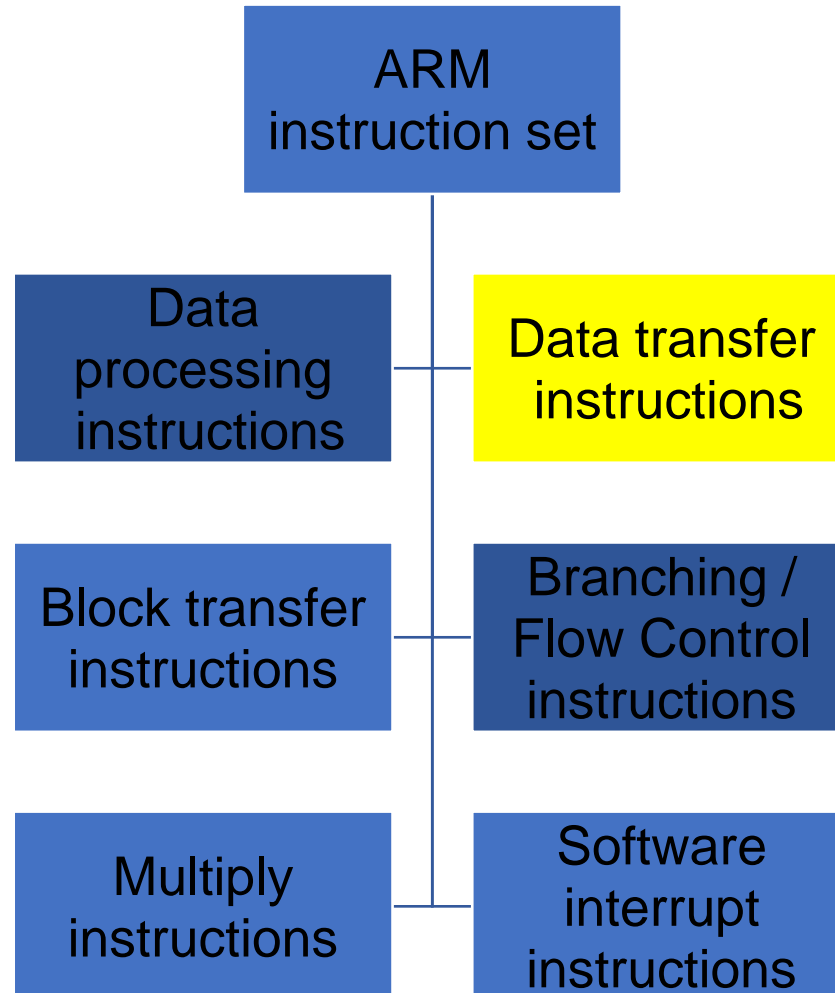 ARM
instruction set
Data
processing
instructions
Data transfer
instructions
Block transfer
instructions
Branching /
Flow Control
instructions
Multiply
instructions
Software
interrupt
instructions